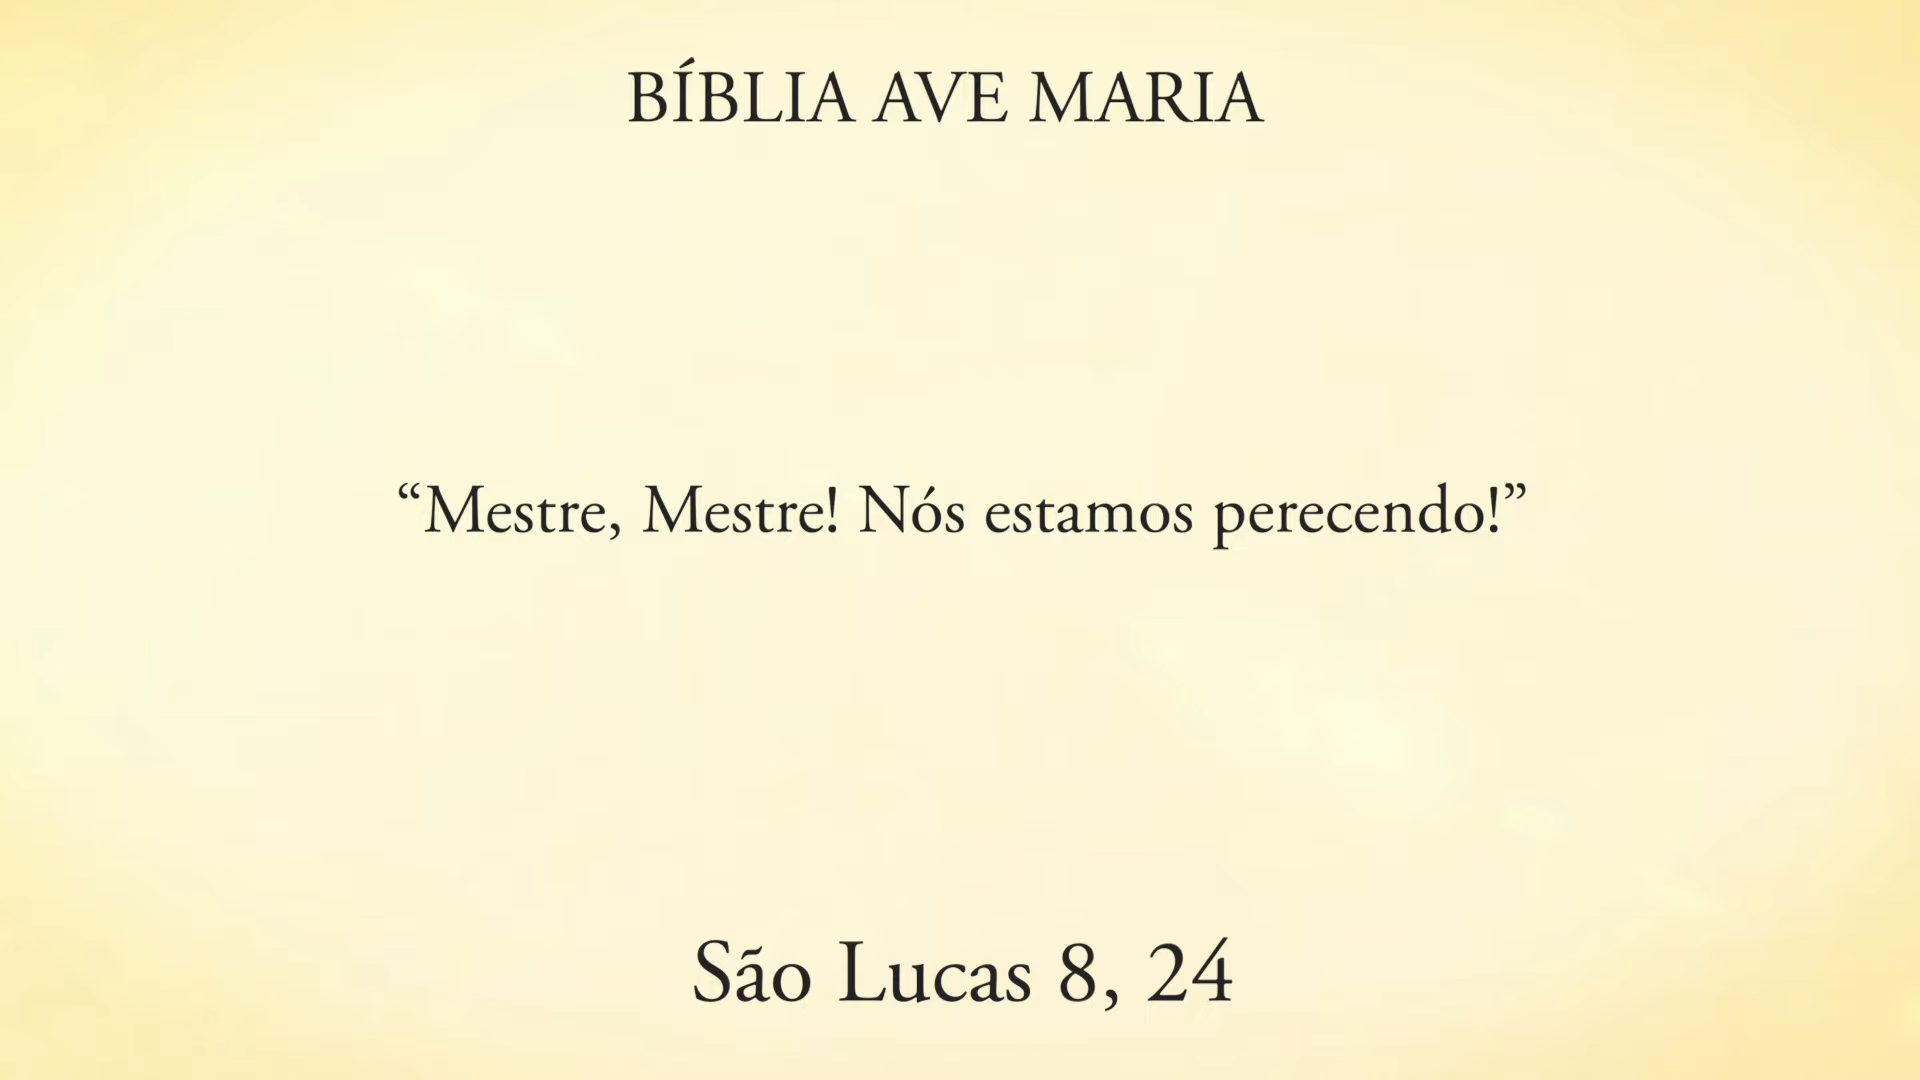 BÍBLIA AVE MARIA
“Mestre, Mestre! Nós estamos perecendo!”
São Lucas 8, 24